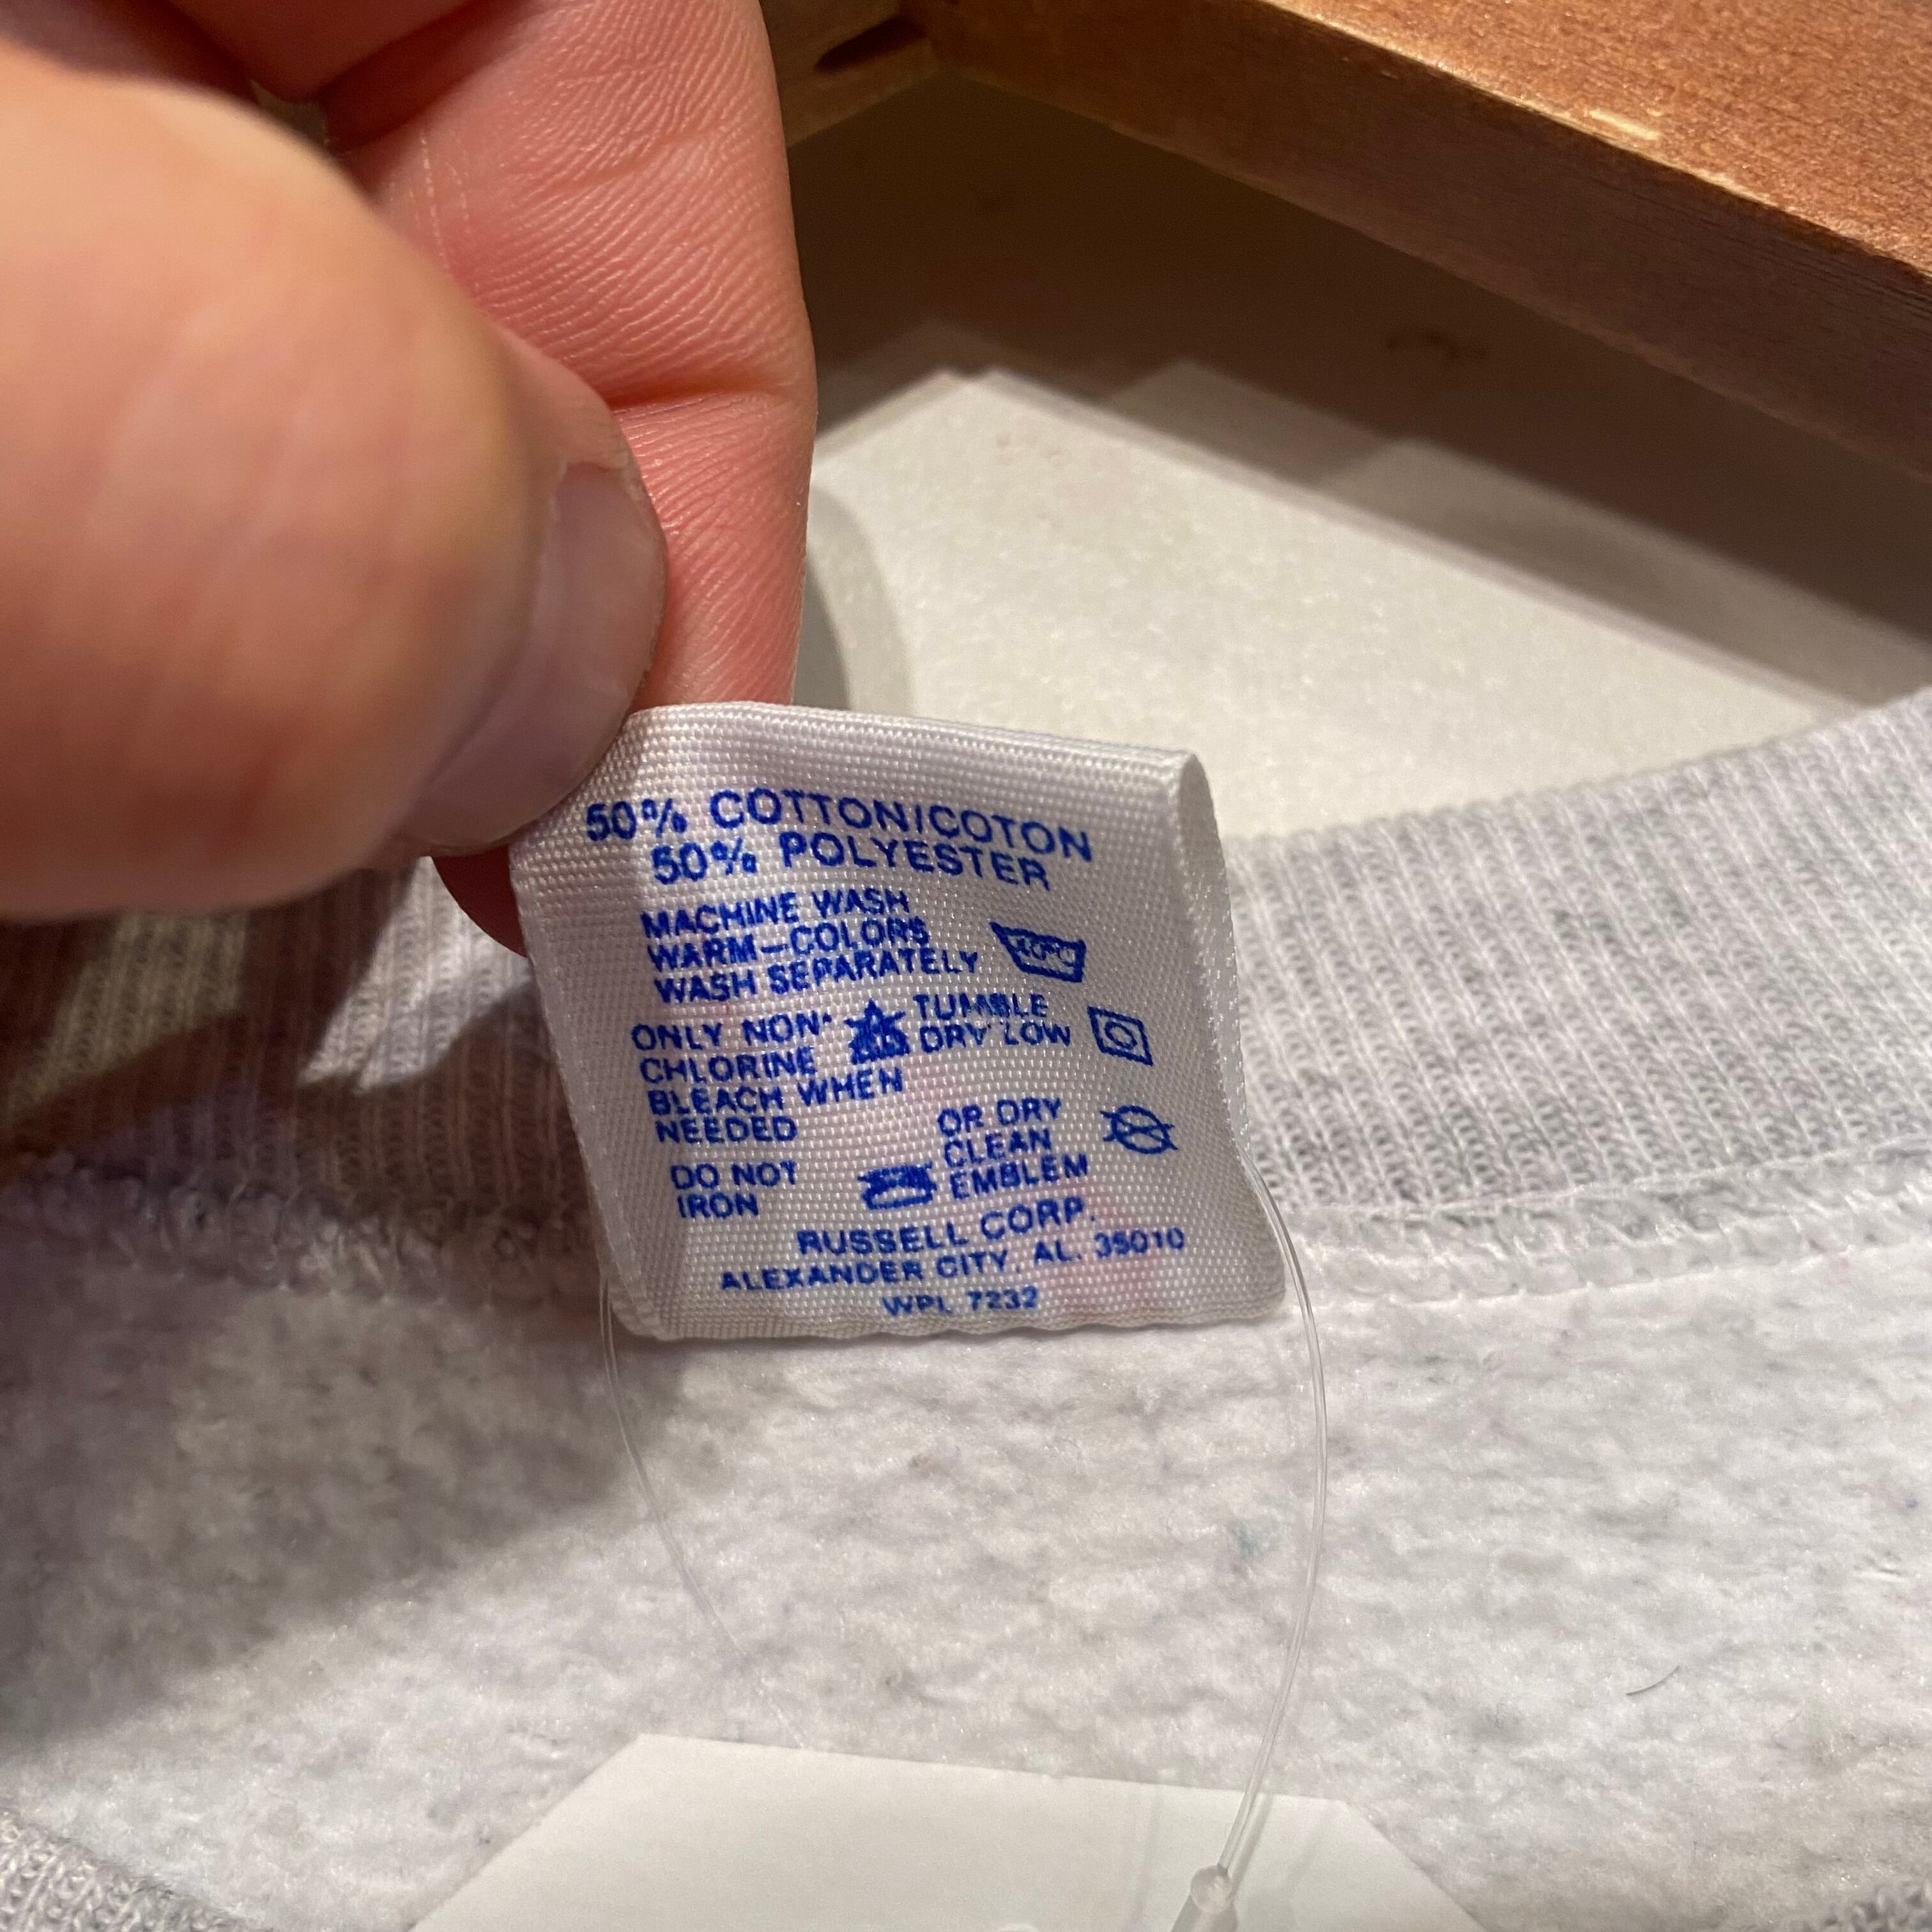 50% COTTON/COTON
50% POLYESTER
MACHINE WASH
WARM-COLORS
WASH SEPARATELY
40°C
ONLY NON-
CHLORINE
BLEACH WHEN
NEEDED
TUMBLE
DRY LOW
DO NOT
IRON
OR DRY
CLEAN
EMBLEM
RUSSELL CORP.
ALEXANDER CITY, AL. 35010
WPL 7232